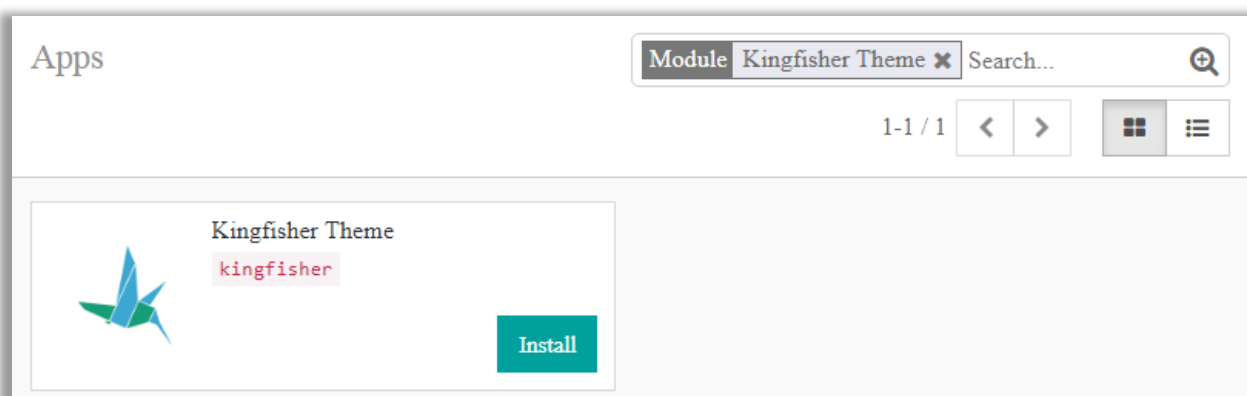 Apps
Module Kingfisher Theme ✖ Search...
1-1 / 1
Kingfisher Theme
kingfisher
Install